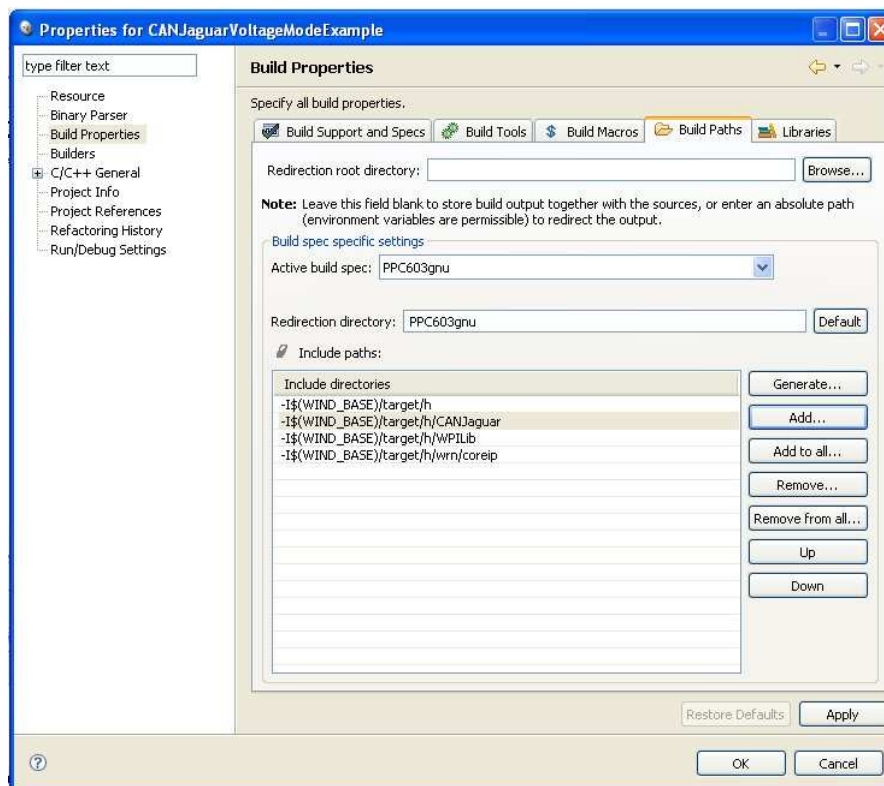 Properties for CANJaguarVoltageModeExample
type filter text
Resource
Binary Parser
Build Properties
Builders
C/C++ General
Project Info
Project References
Refactoring History
Run/Debug Settings
Build Properties
Specify all build properties.
Build Support and Specs Build Tools $ Build Macros Build Paths Libraries
Redirection root directory: Browse...
Note: Leave this field blank to store build output together with the sources, or enter an absolute path
(environment variables are permissible) to redirect the output.
Build spec specific settings
Active build spec: PPC603gnu
Redirection directory: PPC603gnu Default
Include paths:
Include directories
-I$(WIND_BASE)/target/h
-I$(WIND_BASE)/target/h/CANJaguar
-I$(WIND_BASE)/target/h/WPILib
-I$(WIND_BASE)/target/h/wrn/coreip
Generate...
Add...
Add to all...
Remove...
Remove from all...
Up
Down
Restore Defaults Apply
? OK Cancel